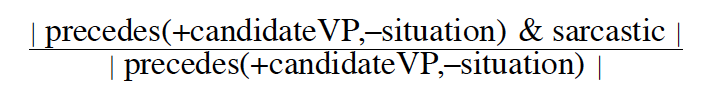 | precedes(+candidateVP,–situation) & sarcastic |
| precedes(+candidateVP,–situation) |